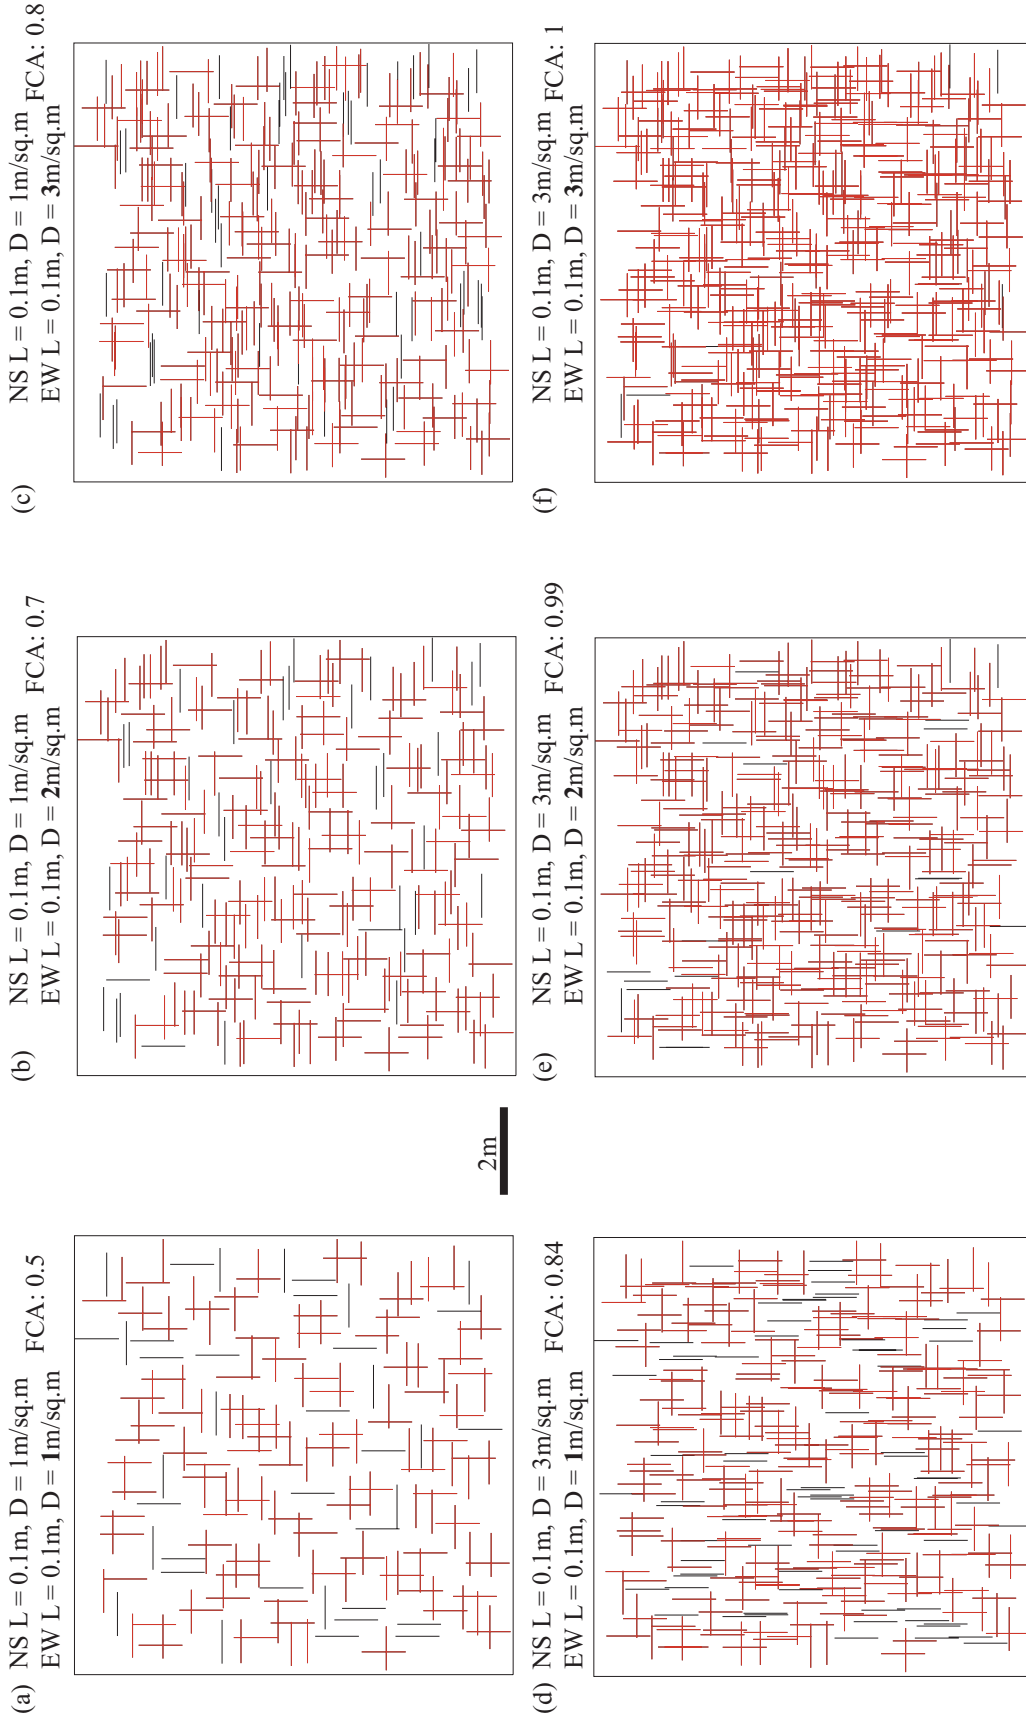 (a) NS L = 0.1m, D = 1m/sq.m
EW L = 0.1m, D = 1m/sq.m FCA: 0.5
(b) NS L = 0.1m, D = 1m/sq.m
EW L = 0.1m, D = 2m/sq.m FCA: 0.7
(c) NS L = 0.1m, D = 1m/sq.m
EW L = 0.1m, D = 3m/sq.m FCA: 0.8
2m
(d) NS L = 0.1m, D = 3m/sq.m
EW L = 0.1m, D = 1m/sq.m FCA: 0.84
(e) NS L = 0.1m, D = 3m/sq.m
EW L = 0.1m, D = 2m/sq.m FCA: 0.99
(f) NS L = 0.1m, D = 3m/sq.m
EW L = 0.1m, D = 3m/sq.m FCA: 1